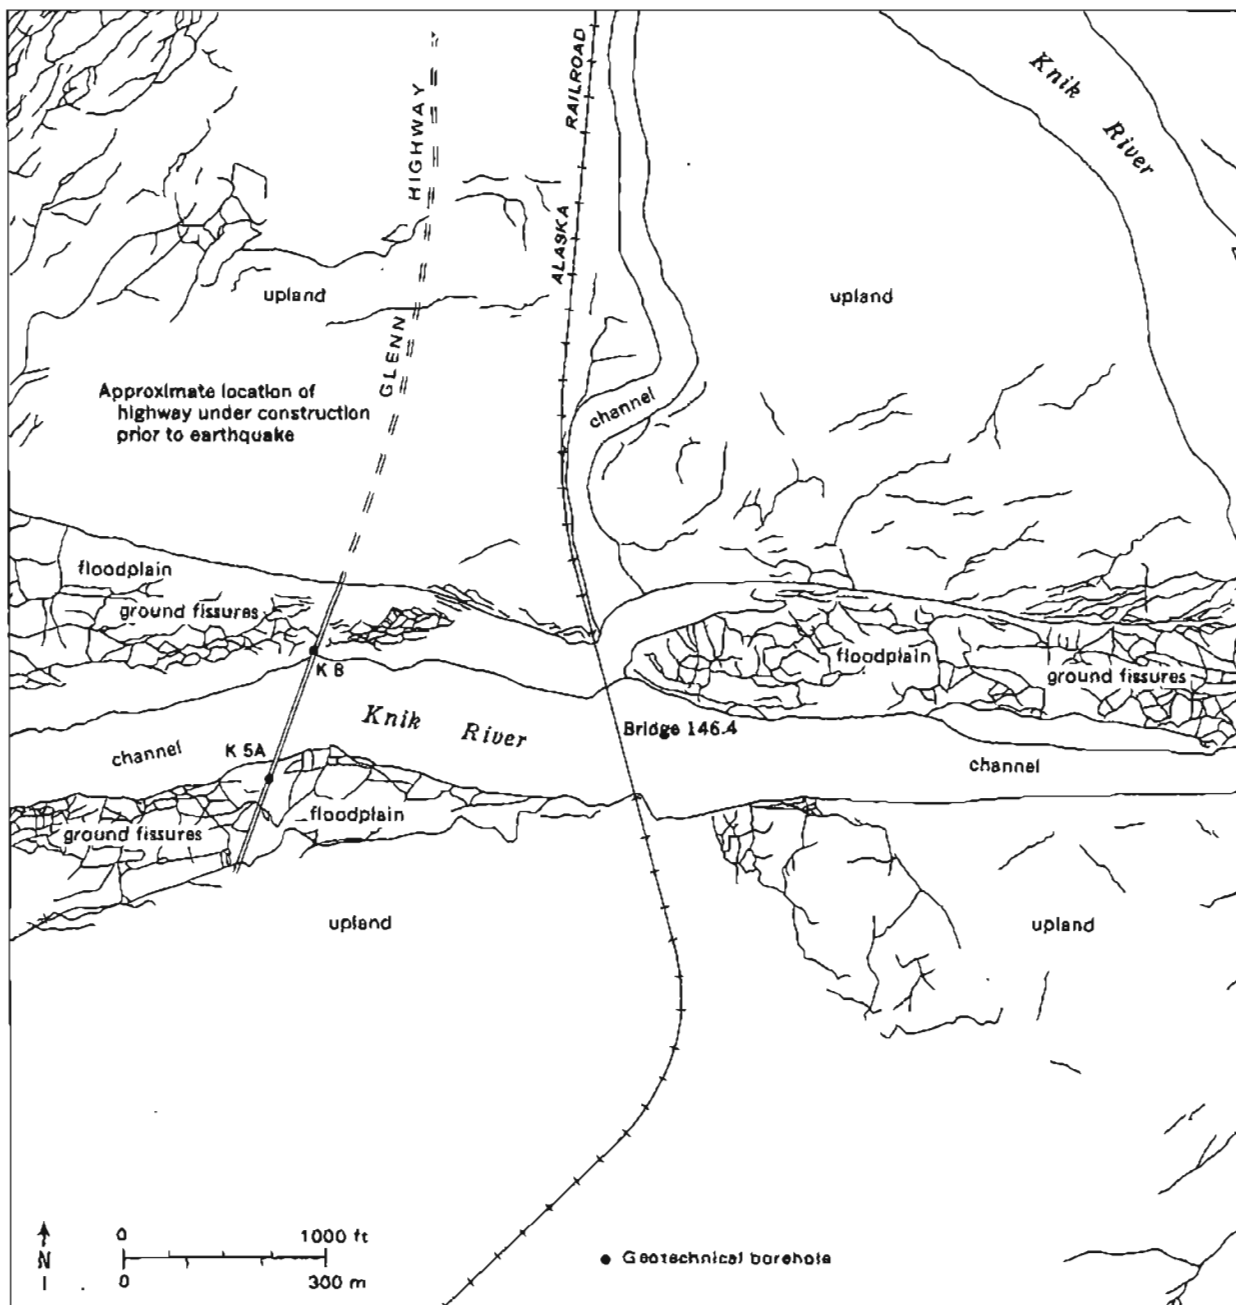 Knik
River
HIGHWAY
GLENN
RAILROAD
ALASKA
upland
upland
Approximate location of
highway under construction
prior to earthquake
channel
floodplain
ground fissures
K 8
floodplain
ground fissures
Knik River
Bridge 146.4
channel
K 5A
channel
floodplain
ground fissures
upland
upland
N
0 1000 ft
0 300 m
Geotechnical borehole